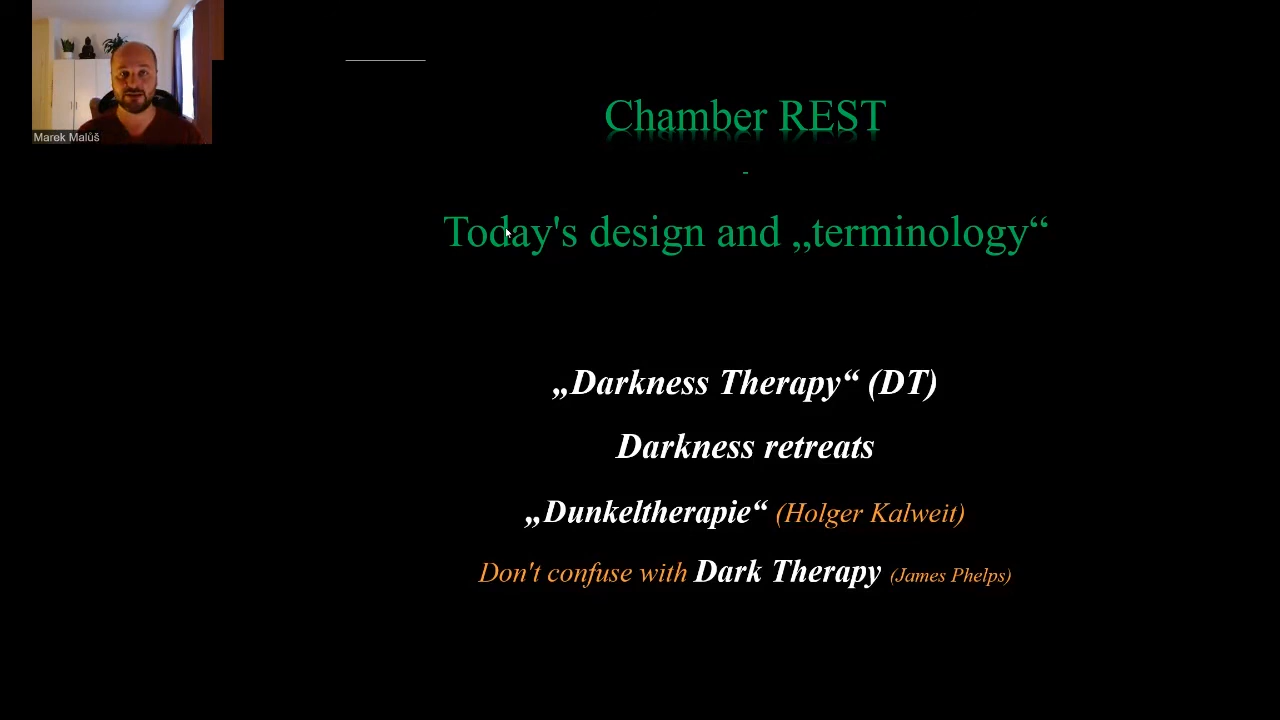 Marek Malůš
Chamber REST
-
Today's design and „terminology“
„Darkness Therapy“ (DT)
Darkness retreats
„Dunkeltherapie“ (Holger Kalweit)
Don't confuse with Dark Therapy (James Phelps)